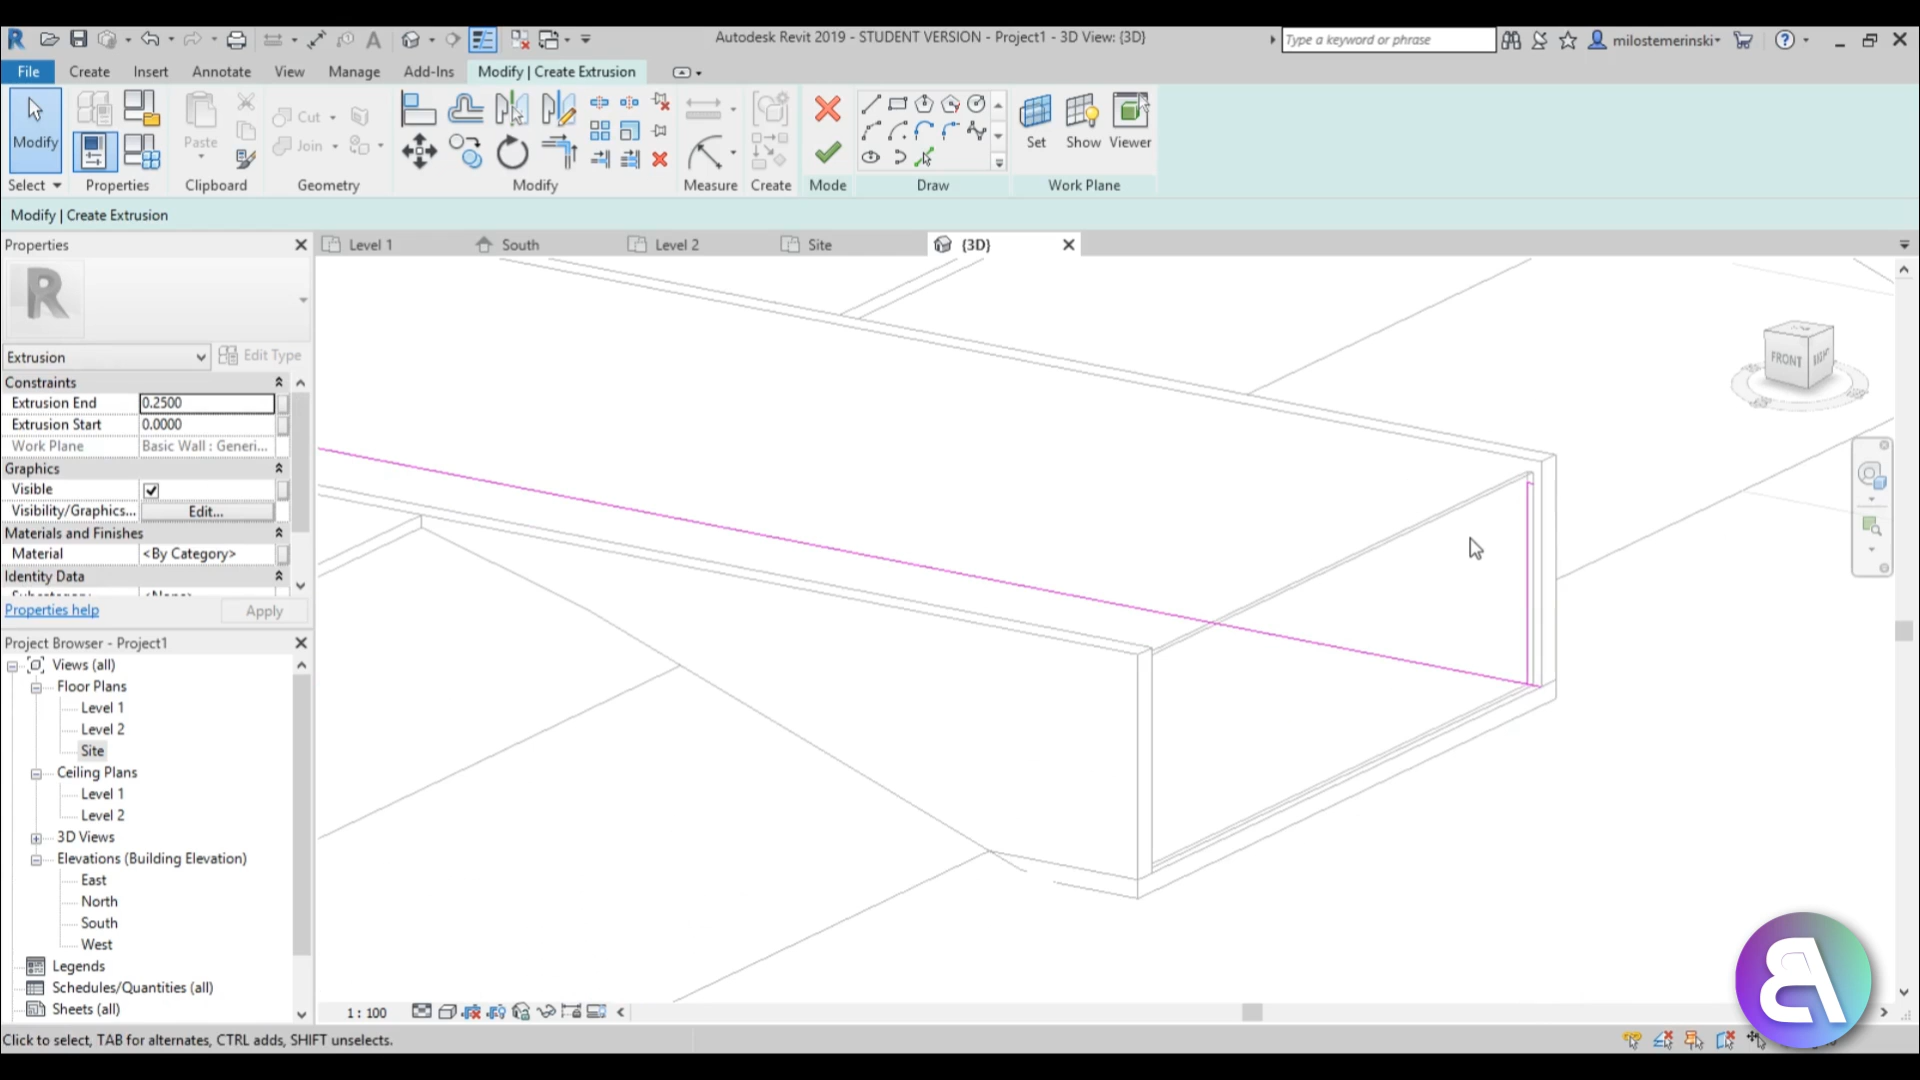 Autodesk Revit 2019 - STUDENT VERSION - Project1 - 3D View: {3D}
Type a keyword or phrase
milostemerinski
File Create Insert Annotate View Manage Add-Ins Modify | Create Extrusion
Modify
Paste
Cut
Join
Set Show Viewer
Select Properties Clipboard Geometry Modify Measure Create Mode Draw Work Plane
Modify | Create Extrusion
Properties
Level 1 South Level 2 Site {3D}
R
Extrusion Edit Type
Constraints
Extrusion End 0.2500
Extrusion Start 0.0000
Work Plane Basic Wall : Generi...
Graphics
Visible
Visibility/Graphics... Edit...
Materials and Finishes
Material <By Category>
Identity Data
Properties help Apply
FRONT RIGHT
Project Browser - Project1
Views (all)
Floor Plans
Level 1
Level 2
Site
Ceiling Plans
Level 1
Level 2
3D Views
Elevations (Building Elevation)
East
North
South
West
Legends
Schedules/Quantities (all)
Sheets (all)
1 : 100
Click to select, TAB for alternates, CTRL adds, SHIFT unselects.